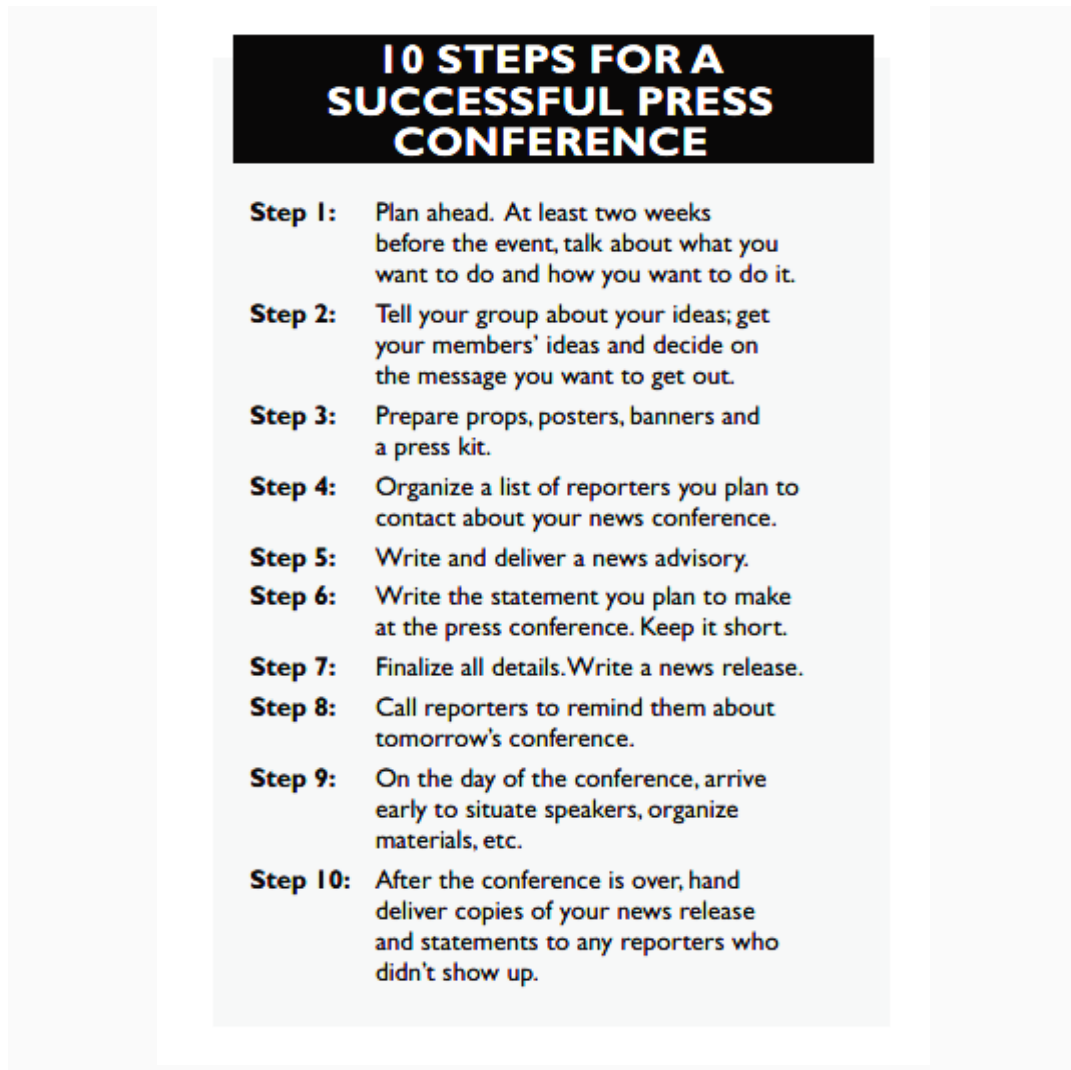 10 STEPS FOR A
SUCCESSFUL PRESS
CONFERENCE
Step 1: Plan ahead. At least two weeks
before the event, talk about what you
want to do and how you want to do it.
Step 2: Tell your group about your ideas; get
your members' ideas and decide on
the message you want to get out.
Step 3: Prepare props, posters, banners and
a press kit.
Step 4: Organize a list of reporters you plan to
contact about your news conference.
Step 5: Write and deliver a news advisory.
Step 6: Write the statement you plan to make
at the press conference. Keep it short.
Step 7: Finalize all details. Write a news release.
Step 8: Call reporters to remind them about
tomorrow's conference.
Step 9: On the day of the conference, arrive
early to situate speakers, organize
materials, etc.
Step 10: After the conference is over, hand
deliver copies of your news release
and statements to any reporters who
didn't show up.